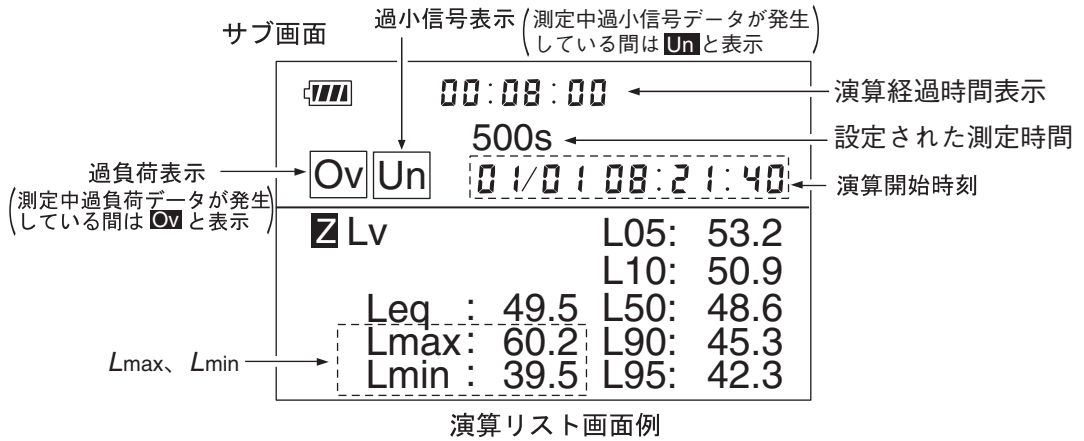 サブ画面
過小信号表示
(測定中過小信号データが発生
している間は Un と表示)
00:08:00
演算経過時間表示
500s
設定された測定時間
過負荷表示
(測定中過負荷データが発生
している間は Ov と表示)
Ov Un
01/01 08:21:40
演算開始時刻
Z Lv
L05: 53.2
L10: 50.9
Leq : 49.5 L50: 48.6
Lmax: 60.2 L90: 45.3
Lmin : 39.5 L95: 42.3
Lmax、Lmin
演算リスト画面例